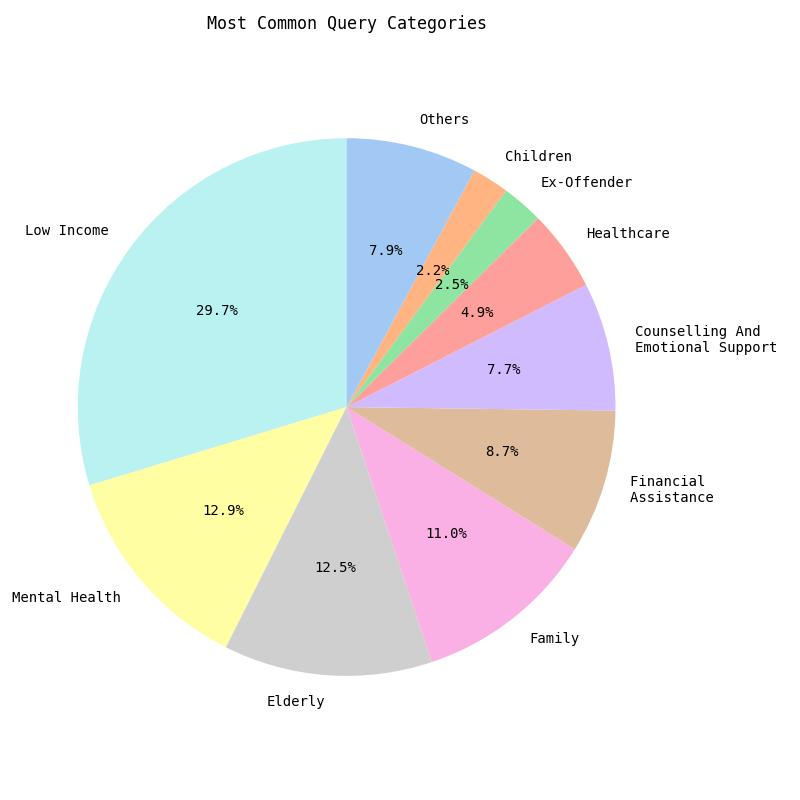 Most Common Query Categories
Others
Children
Ex-Offender
Healthcare
Low Income
7.9%
2.2%
2.5%
29.7%
4.9%
Counselling And
Emotional Support
7.7%
8.7%
Financial
Assistance
12.9%
11.0%
12.5%
Mental Health
Family
Elderly